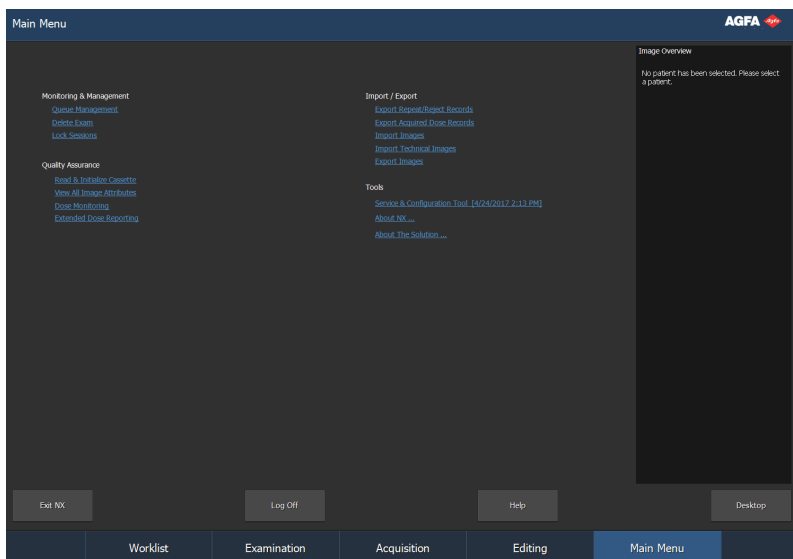 Main Menu
AGFA
Image Overview
No patient has been selected. Please select
a patient.
Monitoring & Management
Queue Management
Delete Exam
Lock Sessions
Quality Assurance
Read & Initialize Cassette
View All Image Attributes
Dose Monitoring
Extended Dose Reporting
Import / Export
Export Repeat/Reject Records
Export Acquired Dose Records
Import Images
Import Technical Images
Export Images
Tools
Service & Configuration Tool [4/24/2017 2:13 PM]
About NX ...
About The Solution ...
Exit NX
Log Off
Help
Desktop
Worklist
Examination
Acquisition
Editing
Main Menu